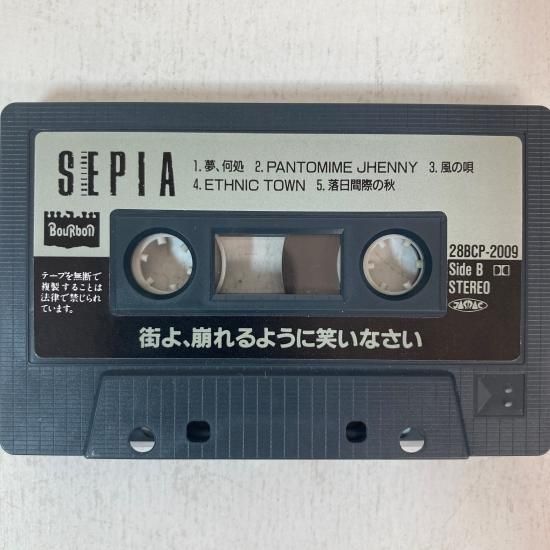 SEPIA
1. 夢、何処 2. PANTOMIME JHENNY 3. 風の唄
4. ETHNIC TOWN 5. 落日間際の秋
BOURBON
テープを無断で
複製することは
法律で禁じられ
ています。
28BCP-2009
Side B
STEREO
JASRAC
街よ、崩れるように笑いなさい